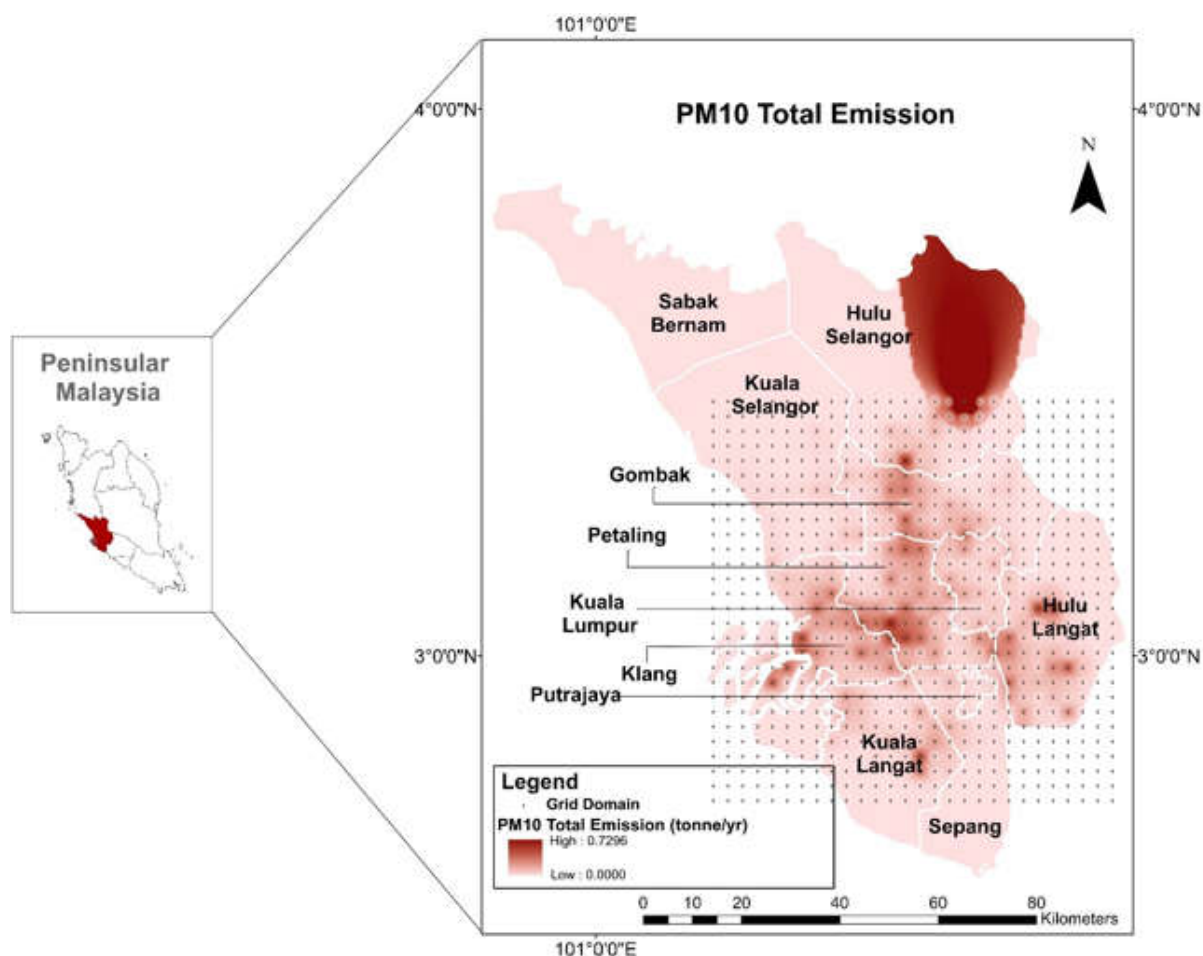 101°0'0"E
4°0'0"N
4°0'0"N
PM10 Total Emission
N
Sabak
Bernam
Hulu
Selangor
Peninsular
Malaysia
Kuala
Selangor
Gombak
Petaling
Kuala
Lumpur
Hulu
Langat
3°0'0"N
3°0'0"N
Klang
Putrajaya
Kuala
Langat
Legend
Grid Domain
PM10 Total Emission (tonne/yr)
High : 0.7296
Low : 0.0000
Sepang
0 5 10 20 40 60 80
Kilometers
101°0'0"E